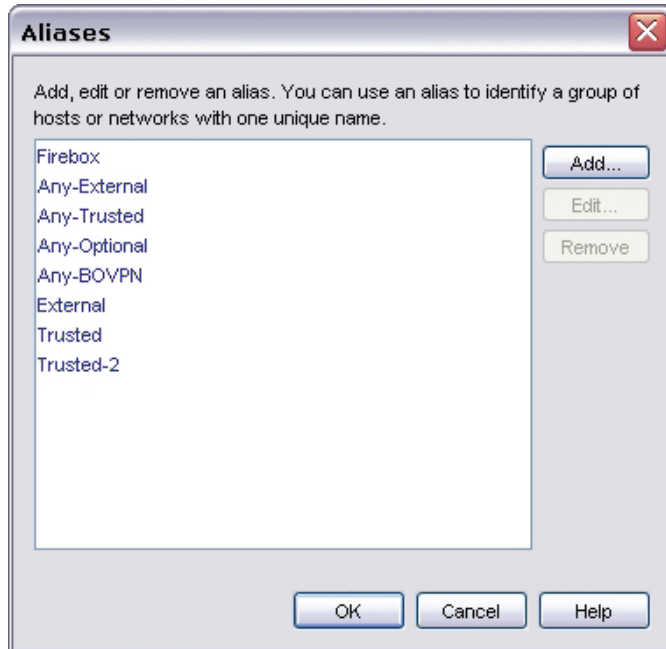 Aliases
Add, edit or remove an alias. You can use an alias to identify a group of
hosts or networks with one unique name.
Firebox
Any-External
Any-Trusted
Any-Optional
Any-BOVPN
External
Trusted
Trusted-2
Add...
Edit...
Remove
OK
Cancel
Help